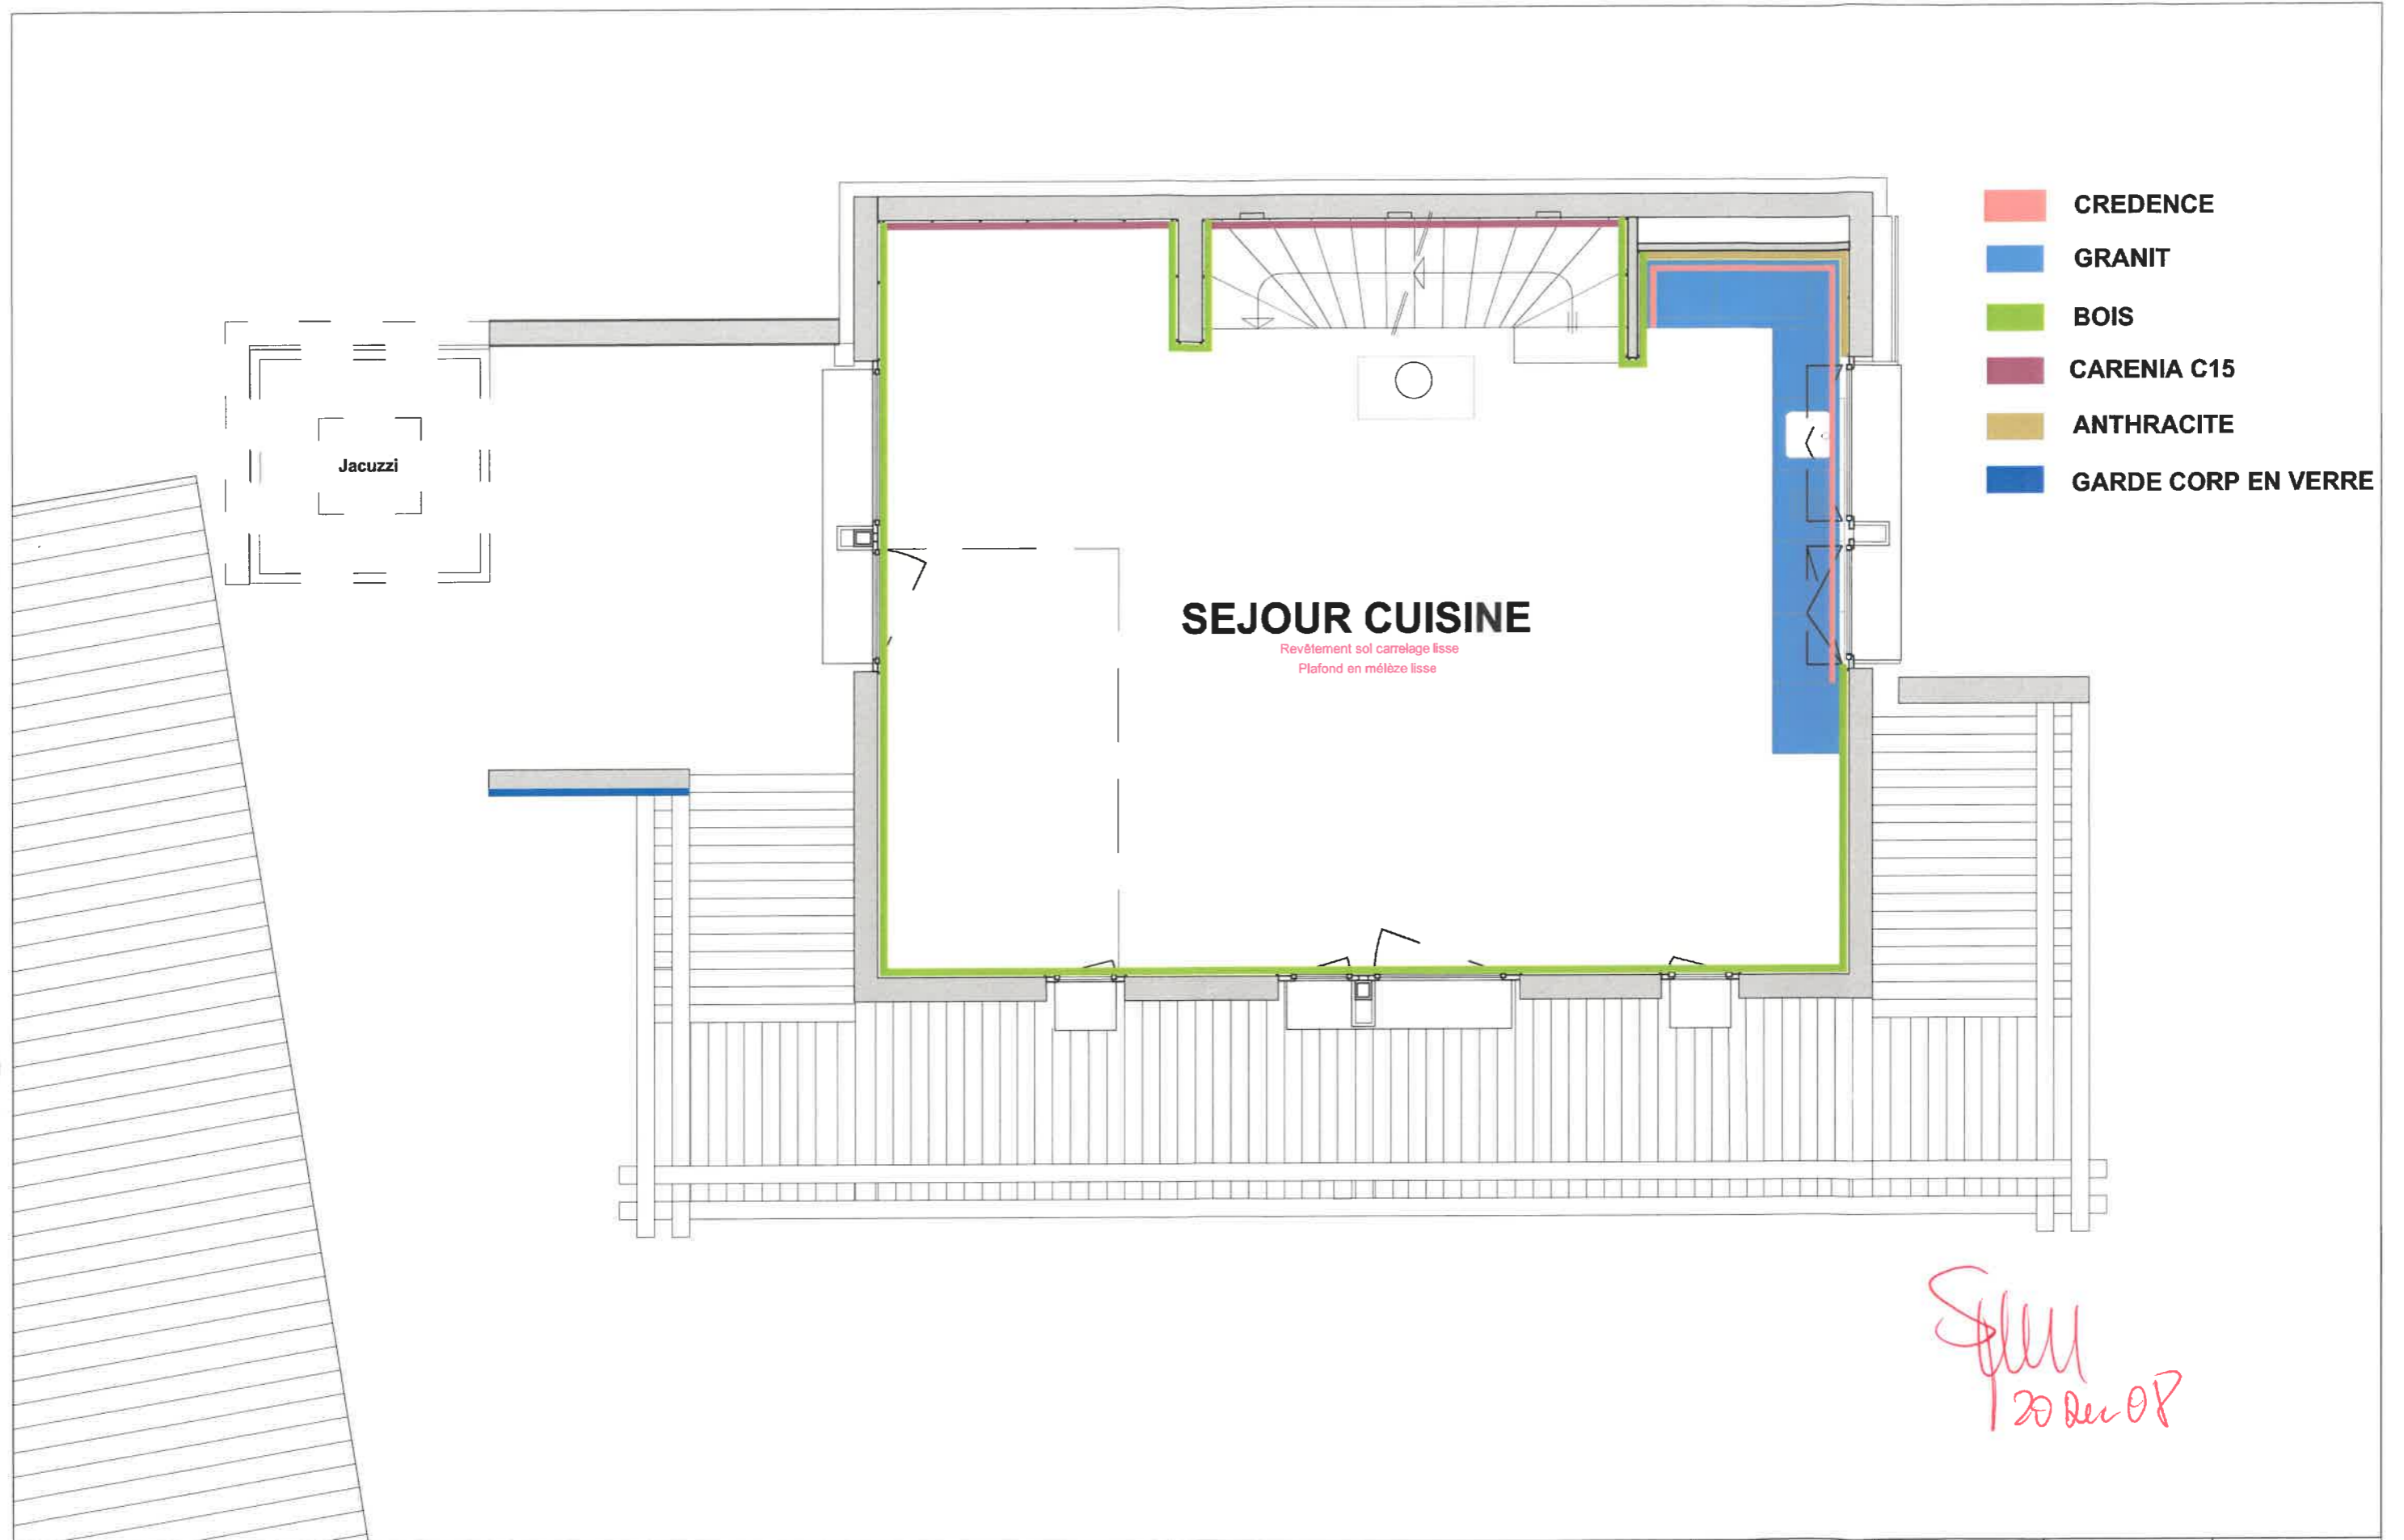 CREDENCE
GRANIT
BOIS
CARENIA C15
ANTHRACITE
GARDE CORP EN VERRE
Jacuzzi
SEJOUR CUISINE
Revêtement sol carrelage lisse
Plafond en mélèze lisse
20 Dec 08